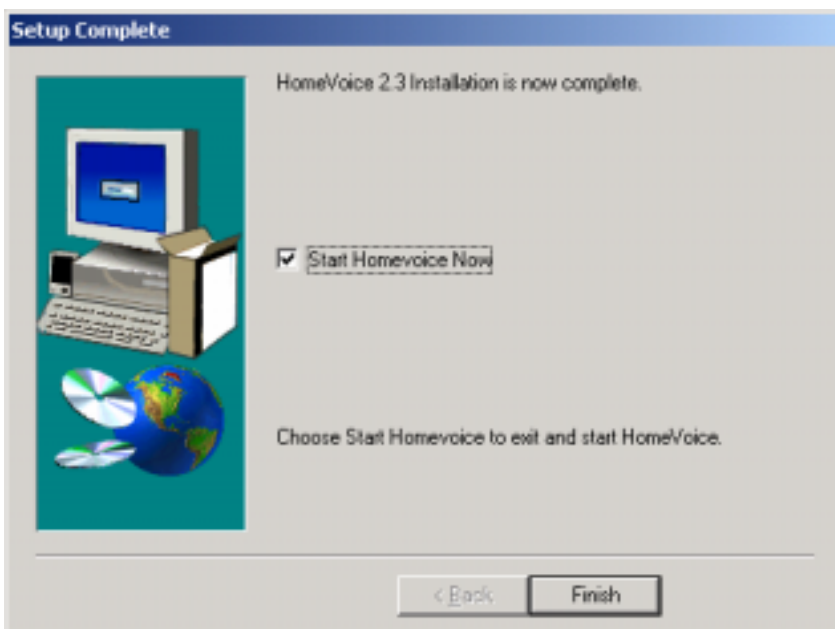 Setup Complete
HomeVoice 2.3 Installation is now complete.
Start Homevoice Now
Choose Start Homevoice to exit and start HomeVoice.
< Back
Finish